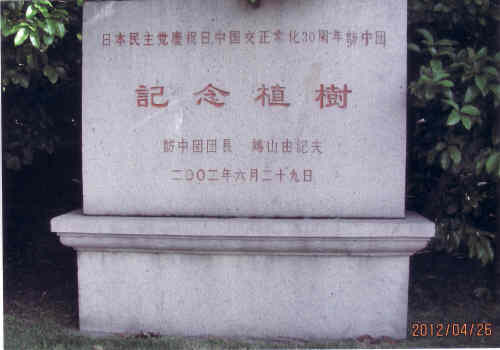 日本民主党慶祝日中国交正常化30周年訪中団
記念植樹
訪中国団長 鳩山由紀夫
二〇〇二年六月二十九日
2012/04/26